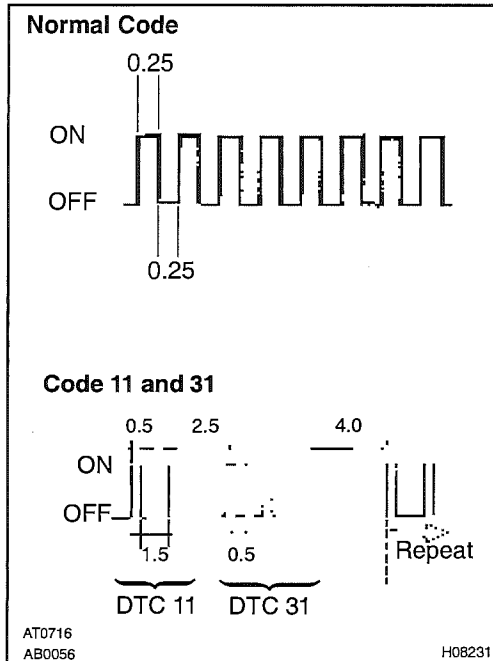 Normal Code
0.25
ON
OFF
0.25
Code 11 and 31
0.5 2.5 4.0
ON
OFF
1.5 0.5 Repeat
DTC 11 DTC 31
AT0716
AB0056 H08231